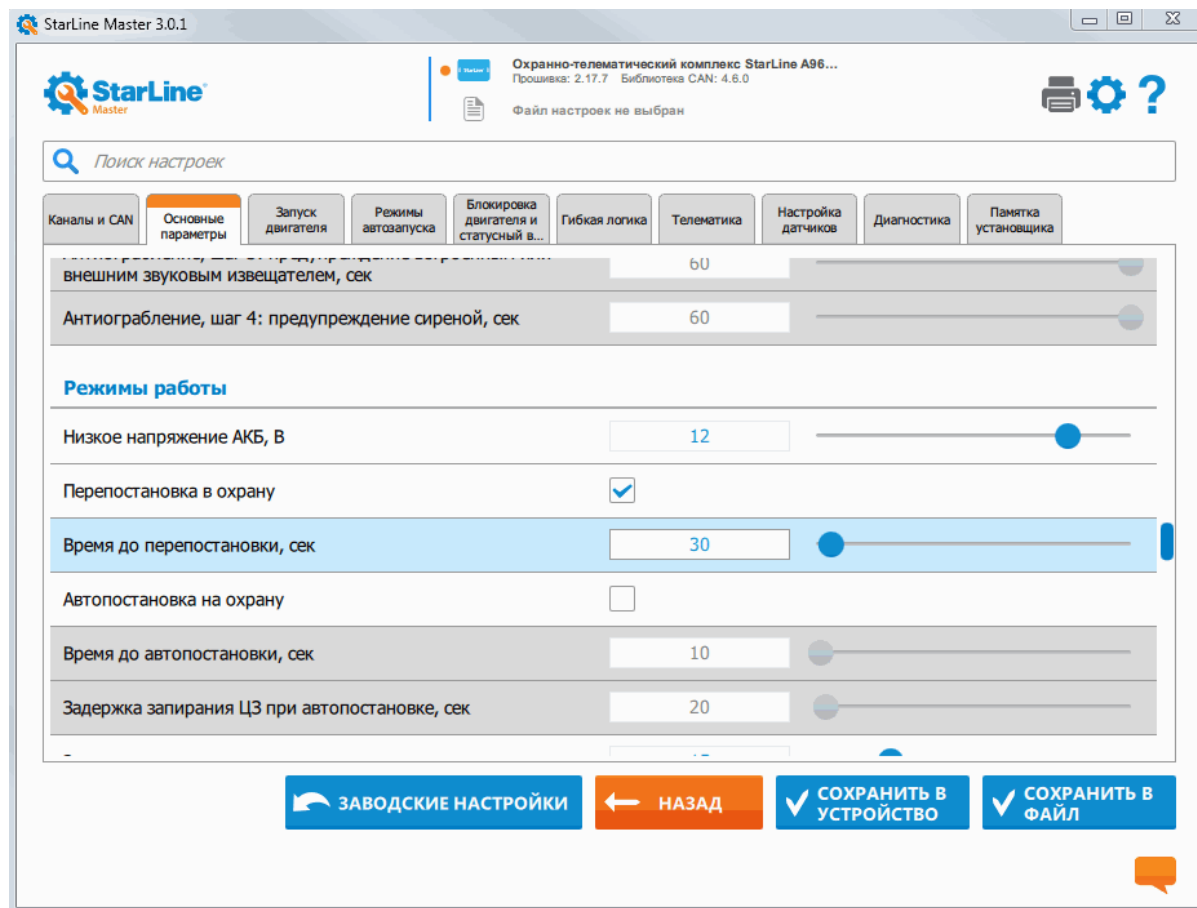 StarLine Master 3.0.1
StarLine
Master
Охранно-телематический комплекс StarLine A96...
Прошивка: 2.17.7 Библиотека CAN: 4.6.0
Файл настроек не выбран
Поиск настроек
Каналы и CAN
Основные
параметры
Запуск
двигателя
Режимы
автозапуска
Блокировка
двигателя и
статусный в...
Гибкая логика
Телематика
Настройка
датчиков
Диагностика
Памятка
установщика
внешним звуковым извещателем, сек
60
Антиограбление, шаг 4: предупреждение сиреной, сек
60
Режимы работы
Низкое напряжение АКБ, В
12
Перепостановка в охрану
Время до перепостановки, сек
30
Автопостановка на охрану
Время до автопостановки, сек
10
Задержка запирания ЦЗ при автопостановке, сек
20
ЗАВОДСКИЕ НАСТРОЙКИ
НАЗАД
СОХРАНИТЬ В
УСТРОЙСТВО
СОХРАНИТЬ В
ФАЙЛ